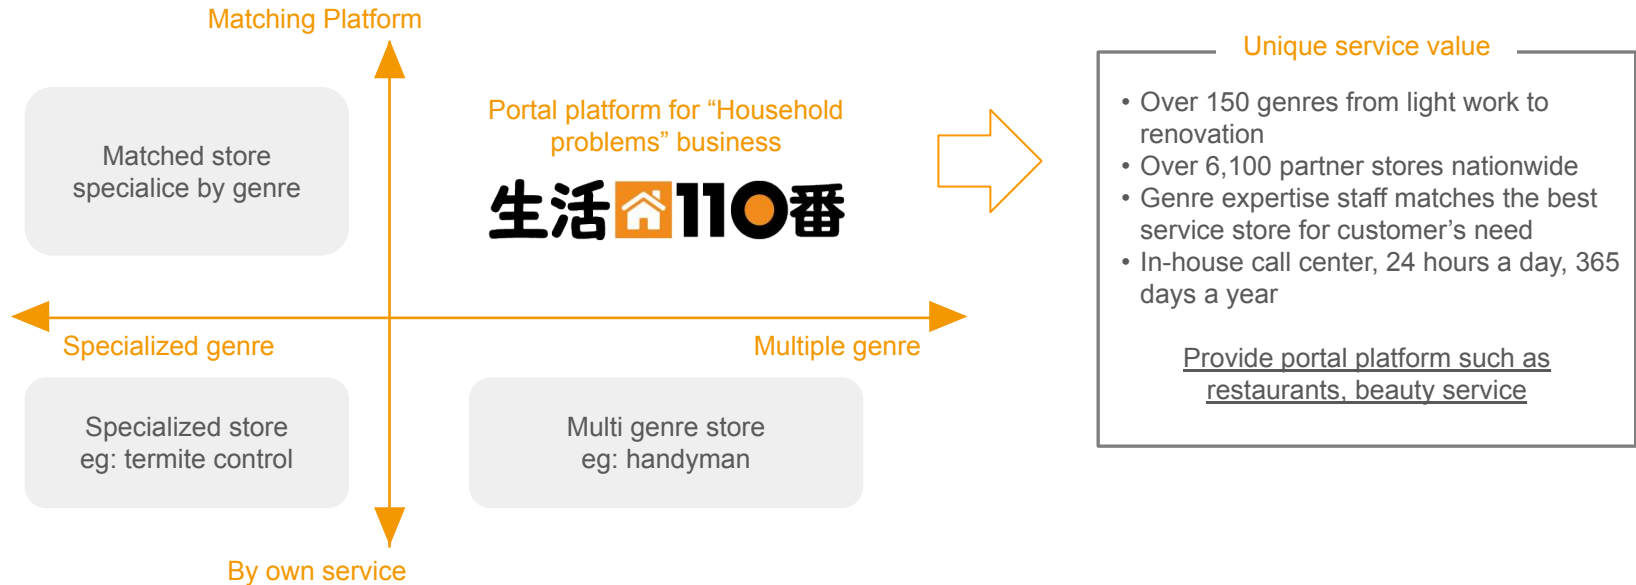 Matching Platform
Matched store
specialice by genre
Portal platform for “Household
problems” business
生活110番
Specialized genre
Multiple genre
Specialized store
eg: termite control
Multi genre store
eg: handyman
By own service
Unique service value
• Over 150 genres from light work to
renovation
• Over 6,100 partner stores nationwide
• Genre expertise staff matches the best
service store for customer’s need
• In-house call center, 24 hours a day, 365
days a year
Provide portal platform such as
restaurants, beauty service